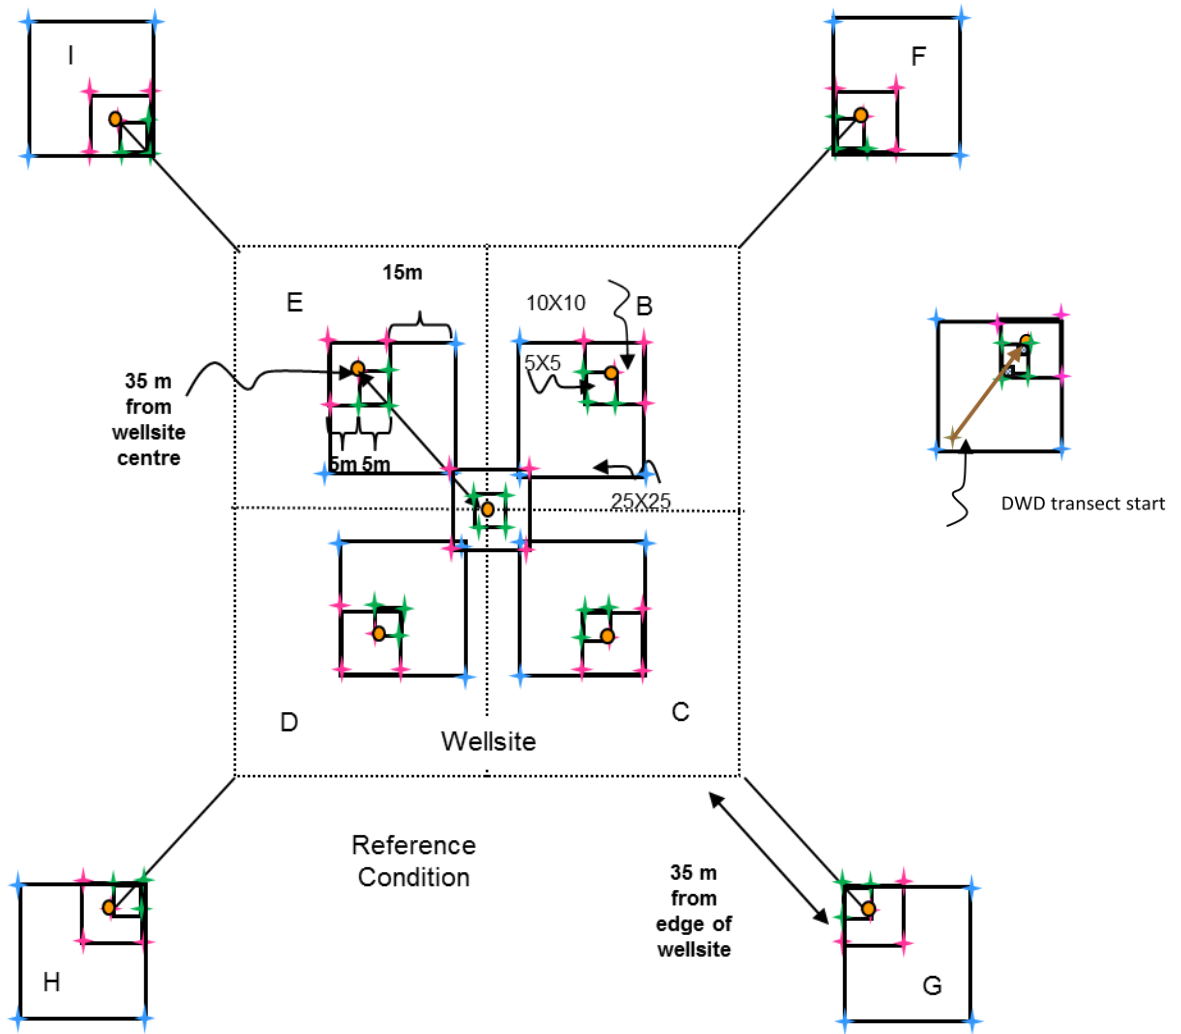 I
F
15m
E
10X10
B
5X5
35 m
from
wellsite
centre
5m 5m
25X25
DWD transect start
D
C
Wellsite
Reference
Condition
35 m
from
edge of
wellsite
H
G